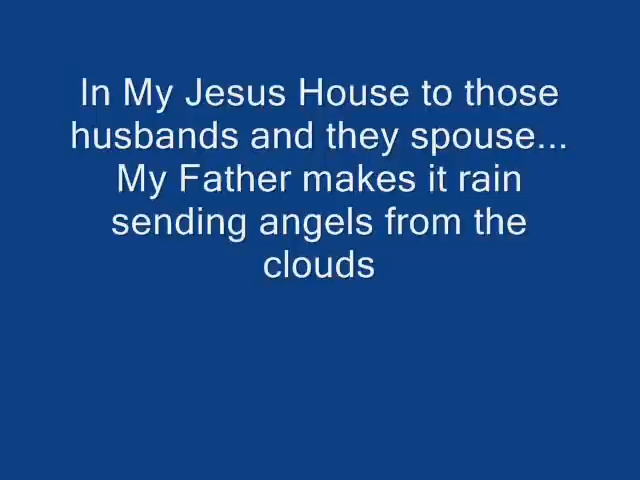 In My Jesus House to those
husbands and they spouse...
My Father makes it rain
sending angels from the
clouds